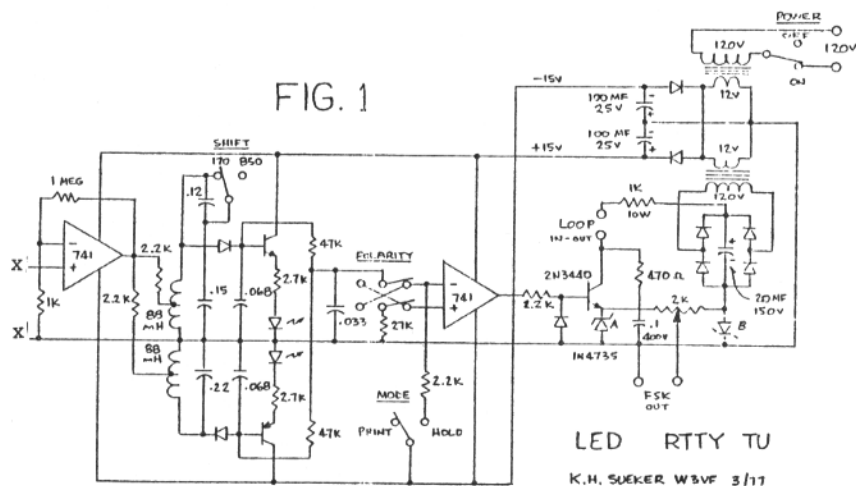 FIG. 1
POWER
OFF
120V
120V
ON
12V
-15V
100 MF
25V
100 MF
25V
+15V
12V
120V
SHIFT
170 850
.12
1 MEG
741
2.2K
2.2K
1K
X
X'
88
mH
88
mH
.15
.22
.068
.068
2.7K
2.7K
47K
47K
.033
POLARITY
27K
741
2.2K
MODE
PRINT
HOLD
2.2K
2N3440
LOOP
IN-OUT
1K
10W
470 Ω
.1
400V
2K
A
1N4735
B
20 MF
150V
FSK
OUT
LED RTTY TU
K.H. SUEKER W3VF 3/77